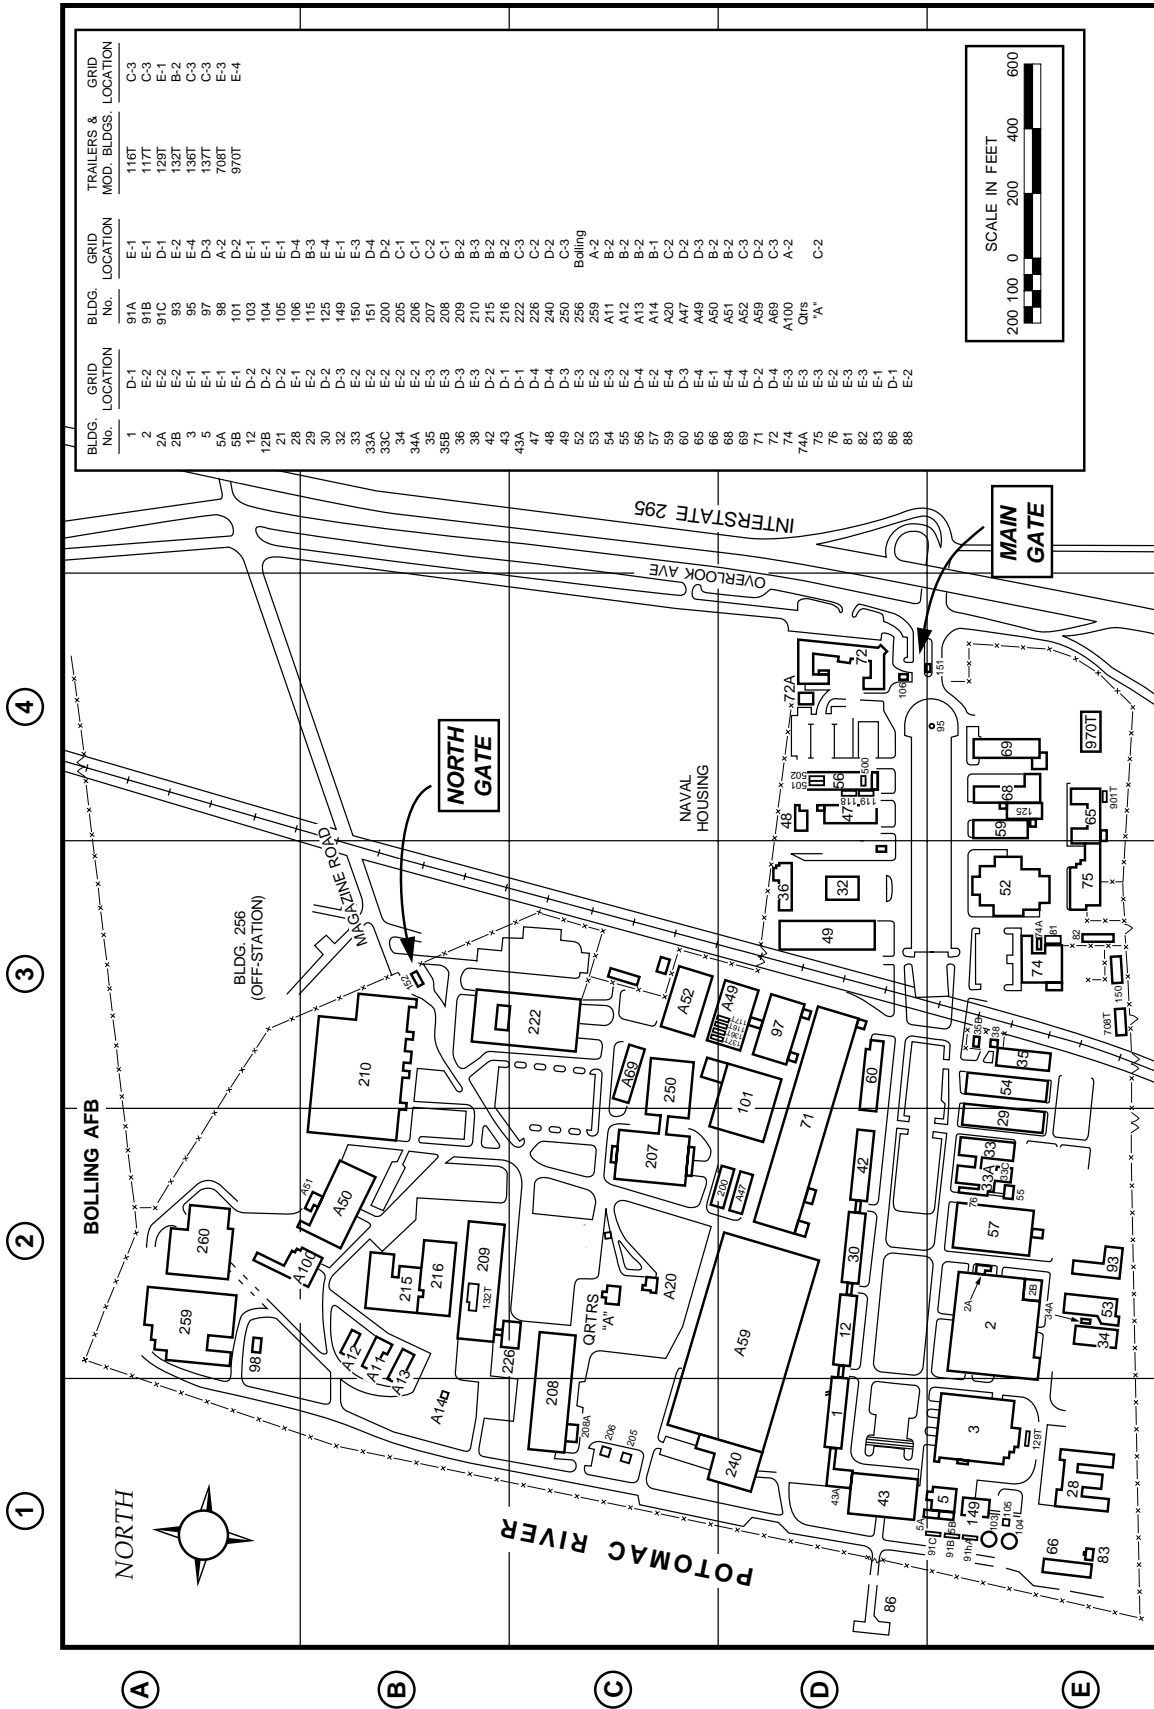 BLDG. No. GRID LOCATION BLDG. No. GRID LOCATION TRAILERS & MOD. BLDGS. GRID LOCATION
1 D-1 91A E-1 116T C-3
2 E-2 91B E-1 117T C-3
2A E-2 91C D-1 129T E-1
2B E-2 93 E-2 132T B-2
3 E-1 95 E-4 136T C-3
5 E-1 97 D-3 137T C-3
5A E-1 98 A-2 708T E-3
5B E-1 101 D-2 970T E-4
12 D-2 103 E-1
12B D-2 104 E-1
21 D-2 105 E-1
28 E-1 106 D-4
29 E-2 115 B-3
30 D-2 125 E-4
32 D-3 149 E-1
33 E-2 150 E-3
33A E-2 151 D-4
33C E-2 200 D-2
34 E-2 205 C-1
34A E-2 206 C-1
35 E-3 207 C-2
35B E-3 208 C-1
36 D-3 209 B-2
38 E-3 210 B-3
42 D-2 215 B-2
43 D-1 216 B-2
43A D-1 222 C-3
47 D-4 226 C-2
48 D-4 240 D-2
49 D-3 250 C-3
52 E-3 256 Bolling
53 E-2 259 A-2
54 E-3 A11 B-2
55 E-2 A12 B-2
56 D-4 A13 B-2
57 E-2 A14 B-1
59 E-4 A20 C-2
60 D-3 A47 D-2
65 E-4 A49 D-3
66 E-1 A50 B-2
68 E-4 A51 B-2
69 E-4 A52 C-3
71 D-2 A59 D-2
72 D-4 A69 C-3
74 E-3 A100 A-2
74A E-3 Qtrs
75 E-3 "A" C-2
76 E-2
81 E-3
82 E-3
83 E-1
86 D-1
88 E-2
SCALE IN FEET
200 100 0 200 400 600
1
2
3
4
A
B
C
D
E
NORTH
BOLLING AFB
BLDG. 256
(OFF-STATION)
MAGAZINE ROAD
NORTH
GATE
NAVAL
HOUSING
OVERLOOK AVE
INTERSTATE 295
MAIN
GATE
POTOMAC RIVER
259
260
98
A100
A51
A50
210
152
A12
A11
A13
A14
215
216
209
132T
226
222
208
208A
206
205
QRTRS
"A"
A20
207
250
A69
A52
A49
117T
116T
136T
137T
97
101
200
A47
A59
240
71
60
42
30
12
1
43A
43
86
49
32
36
48
47
118
119
56
501
502
500
72A
72
106
151
95
69
68
125
59
65
901T
970T
52
75
74
74A
81
82
150
708T
35B
38
35
54
29
33
33A
33C
55
76
57
93
2A
2B
2
34A
53
34
3
129T
28
5A
5
5B
149
91C
91B
103
105
104
66
83